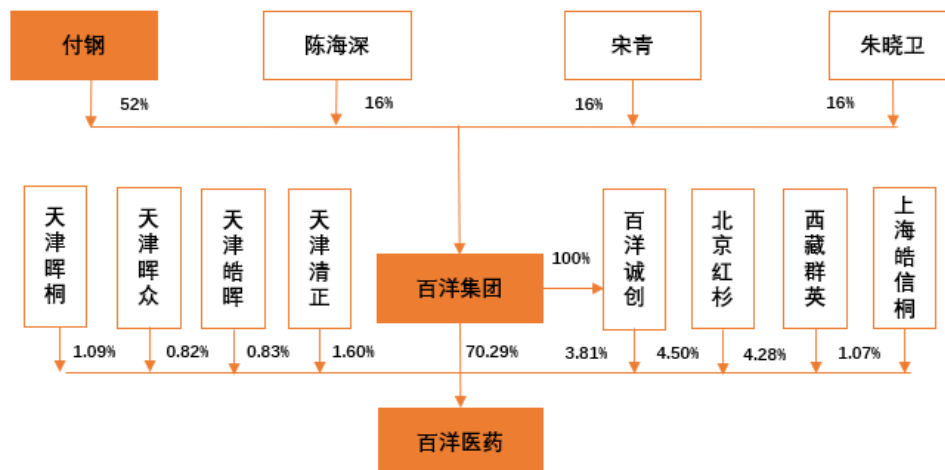 付钢
陈海深
宋青
朱晓卫
52%
16%
16%
16%
天津晖桐
天津晖众
天津皓晖
天津清正
百洋集团
100%
百洋诚创
北京红杉
西藏群英
上海皓信桐
1.09%
0.82%
0.83%
1.60%
70.29%
3.81%
4.50%
4.28%
1.07%
百洋医药